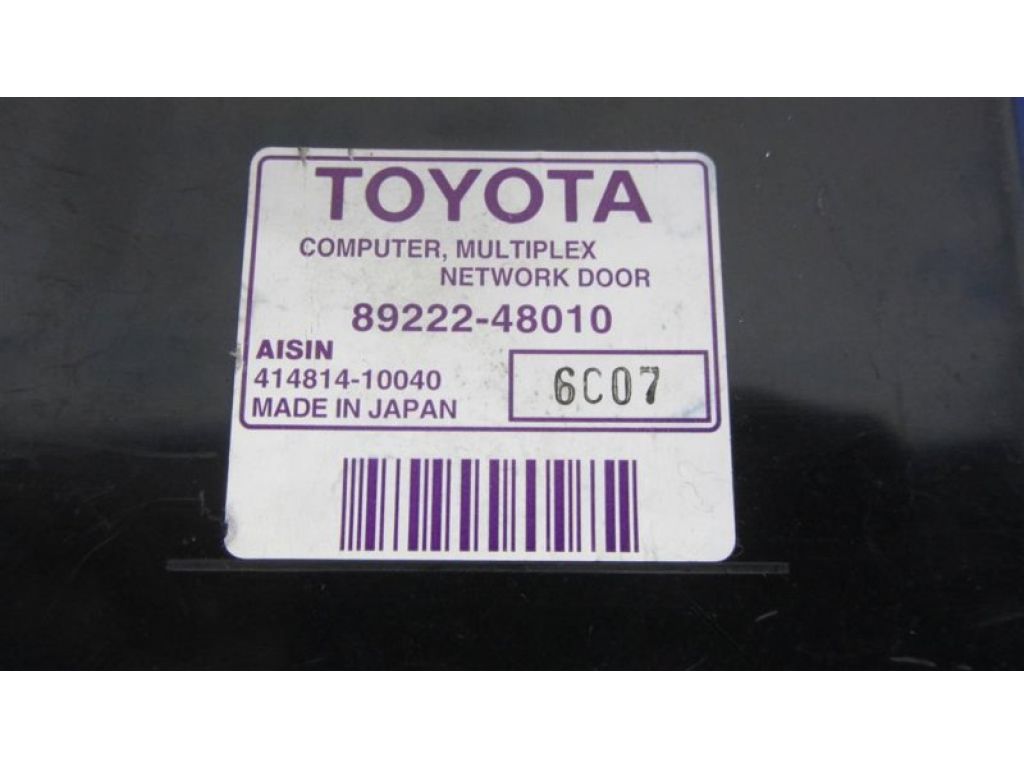 TOYOTA
COMPUTER, MULTIPLEX
NETWORK DOOR
89222-48010
AISIN
414814-10040
6C07
MADE IN JAPAN